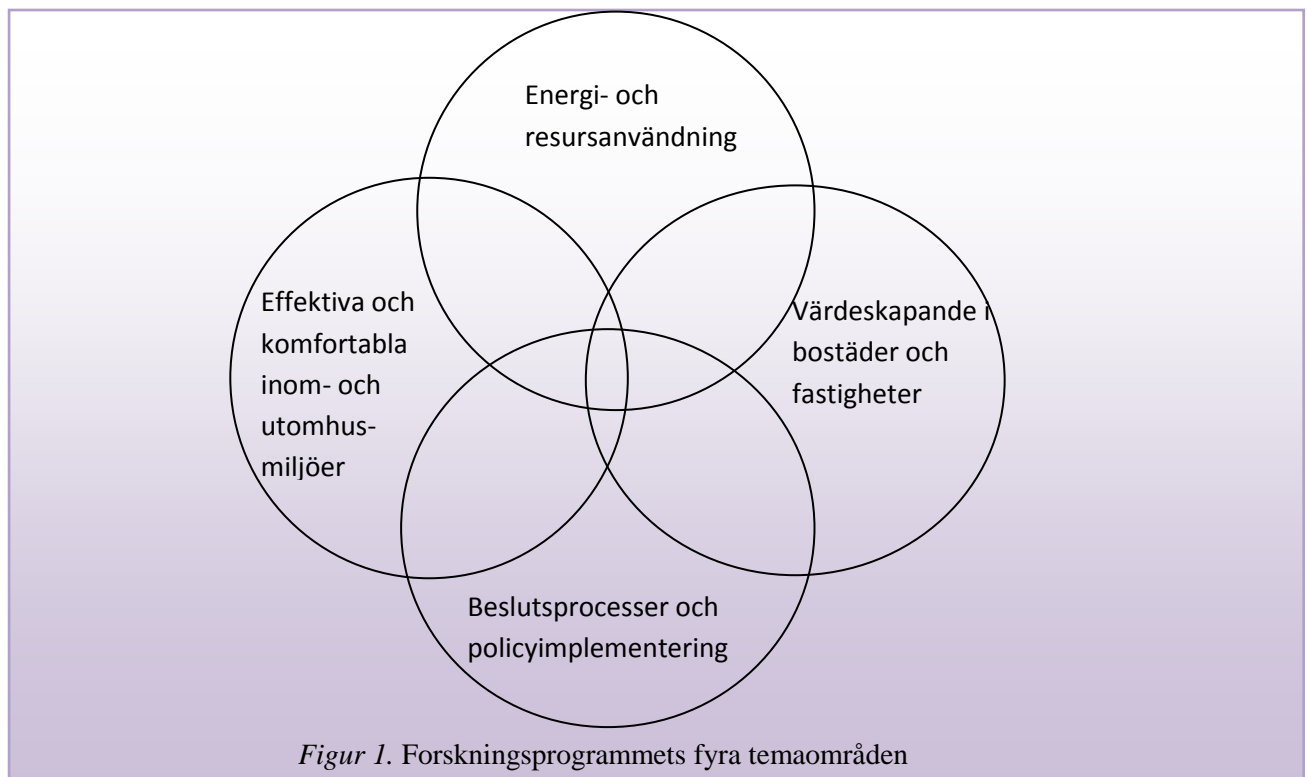 Energi- och
resursanvändning
Effektiva och
komfortabla
inom- och
utomhus-
miljöer
Värdeskapande i
bostäder och
fastigheter
Beslutsprocesser och
policyimplementering
Figur 1. Forskningsprogrammets fyra temaområden